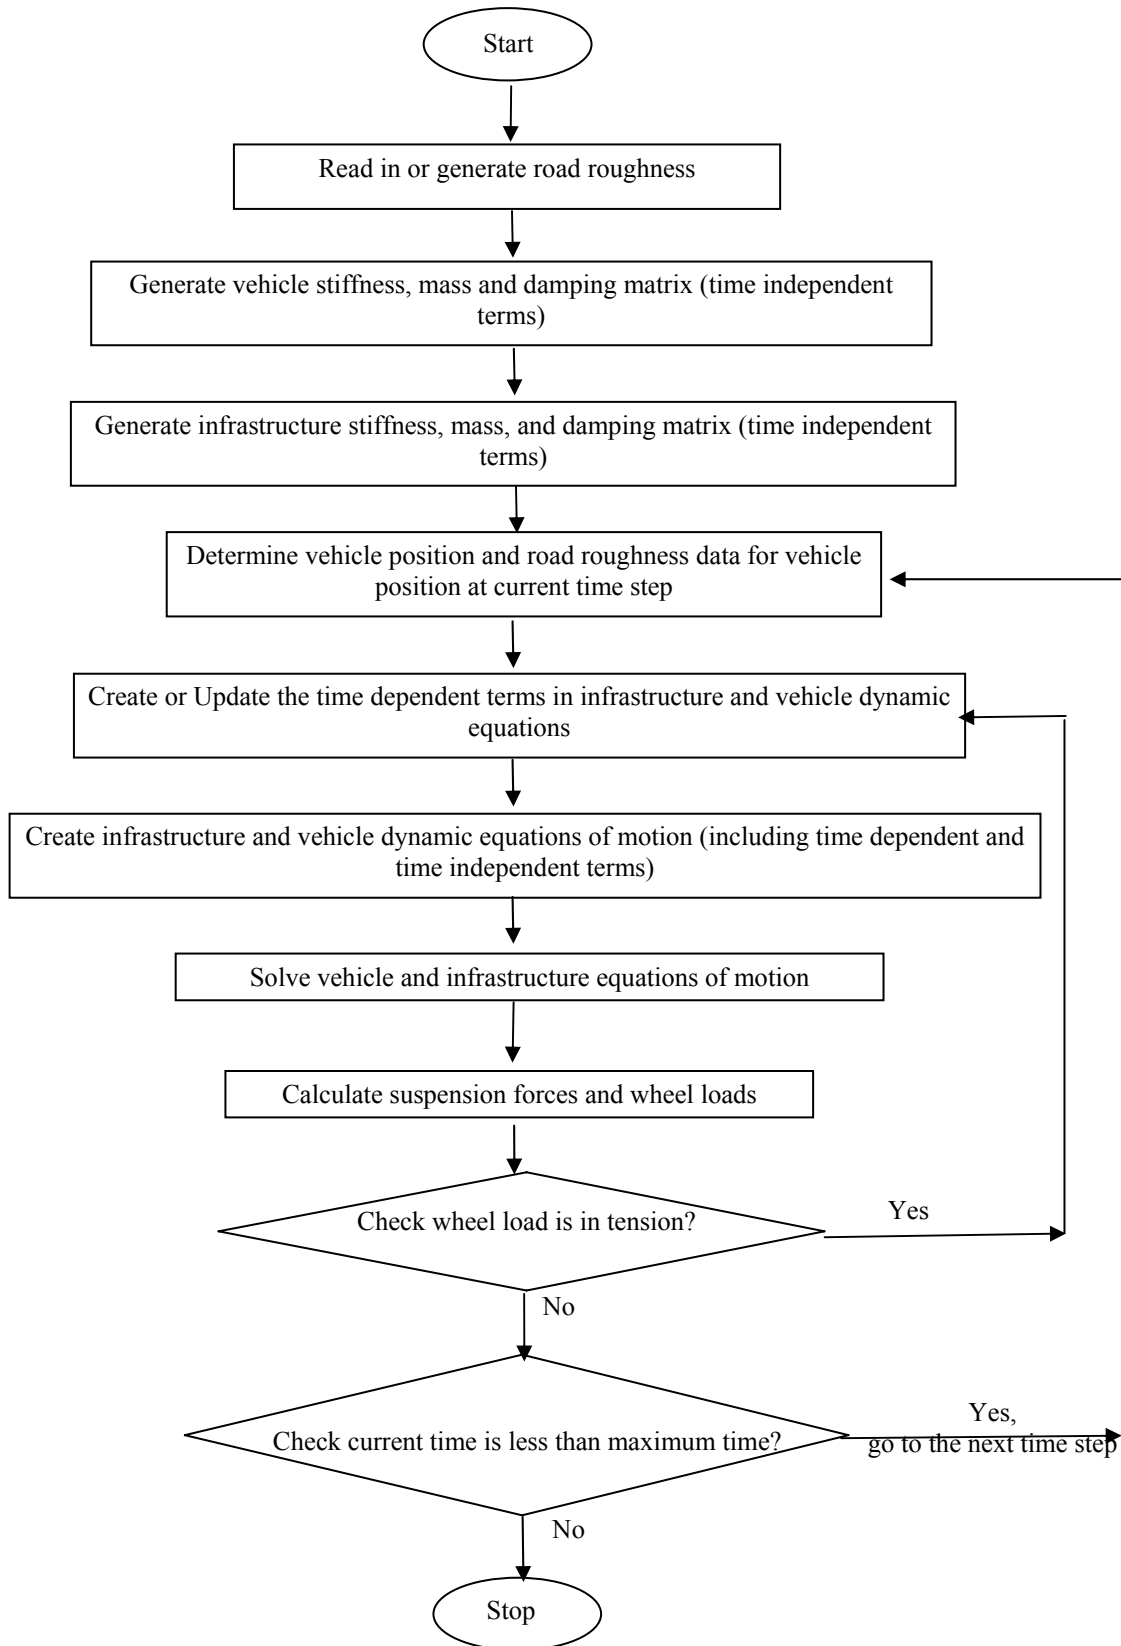 Start
Read in or generate road roughness
Generate vehicle stiffness, mass and damping matrix (time independent
terms)
Generate infrastructure stiffness, mass, and damping matrix (time independent
terms)
Determine vehicle position and road roughness data for vehicle
position at current time step
Create or Update the time dependent terms in infrastructure and vehicle dynamic
equations
Create infrastructure and vehicle dynamic equations of motion (including time dependent and
time independent terms)
Solve vehicle and infrastructure equations of motion
Calculate suspension forces and wheel loads
Check wheel load is in tension?
Yes
No
Check current time is less than maximum time?
Yes,
go to the next time step
No
Stop